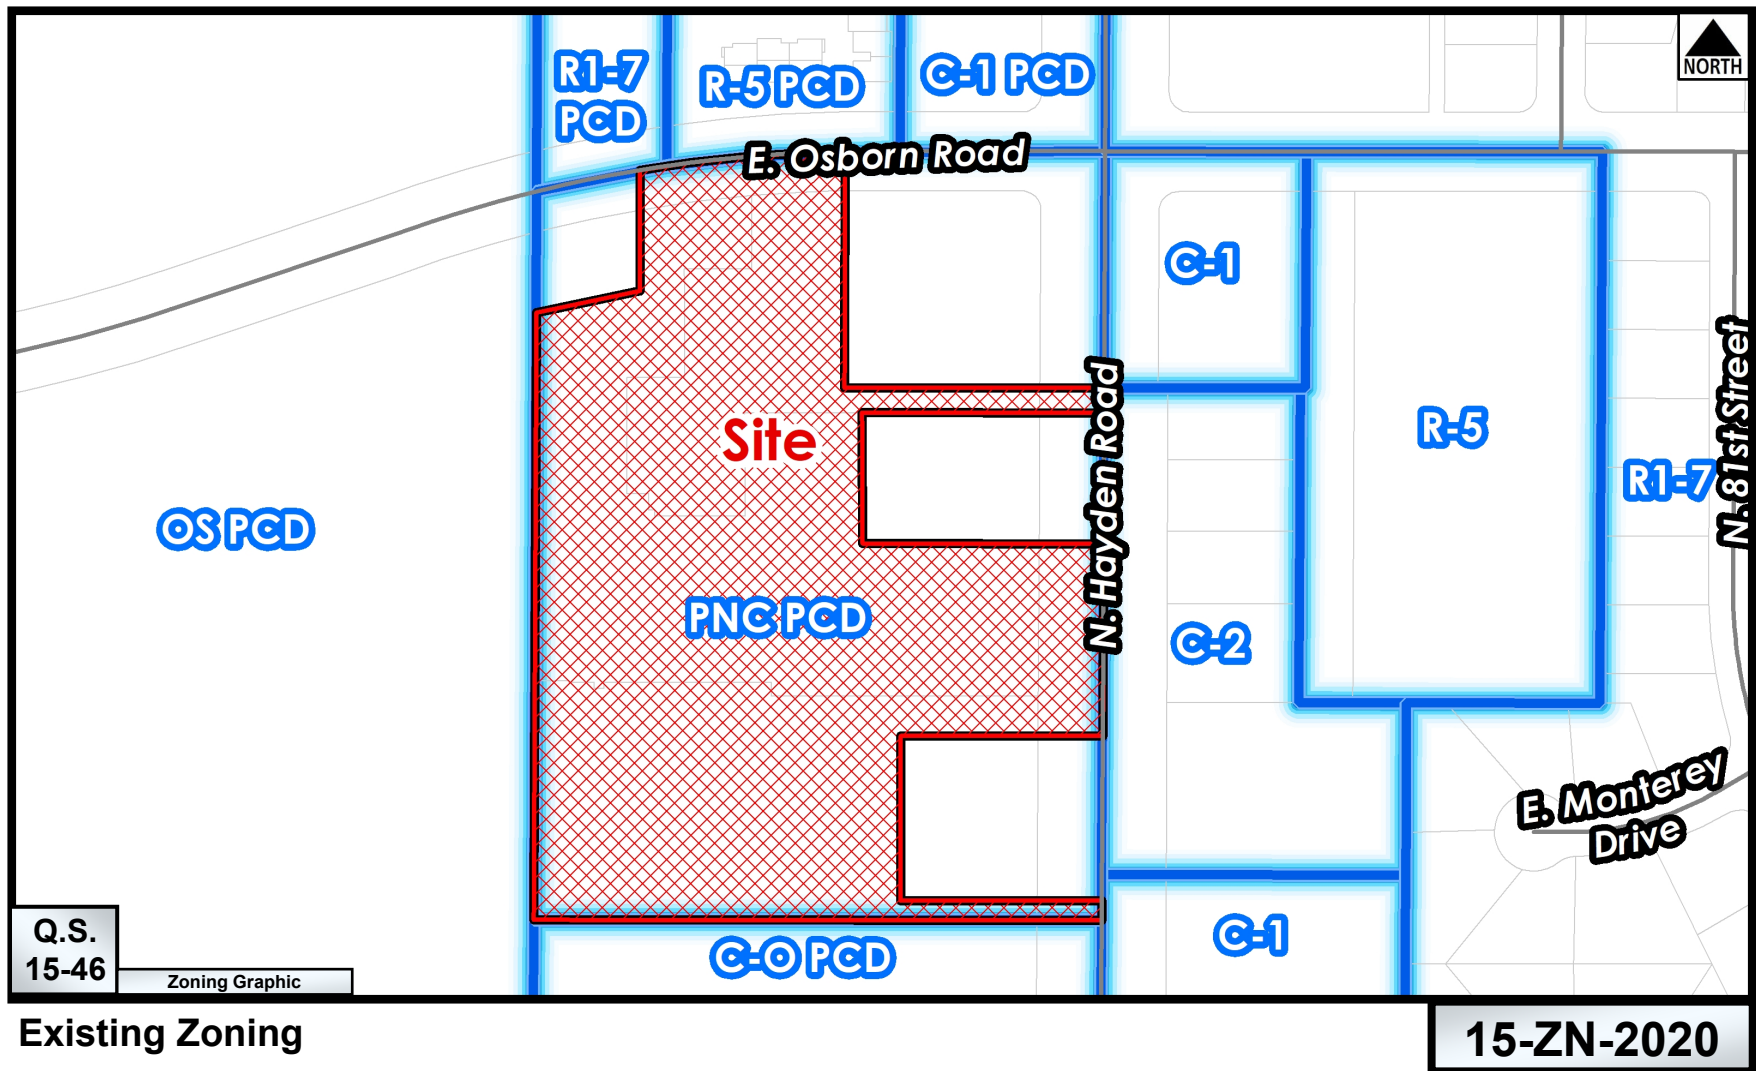 R1-7
PCD
R-5 PCD
C-1 PCD
NORTH
E. Osborn Road
C-1
Site
R-5
N. Hayden Road
N. 81st Street
R1-7
OS PCD
PNC PCD
C-2
E. Monterey
Drive
C-O PCD
C-1
Q.S.
15-46
Zoning Graphic
Existing Zoning
15-ZN-2020